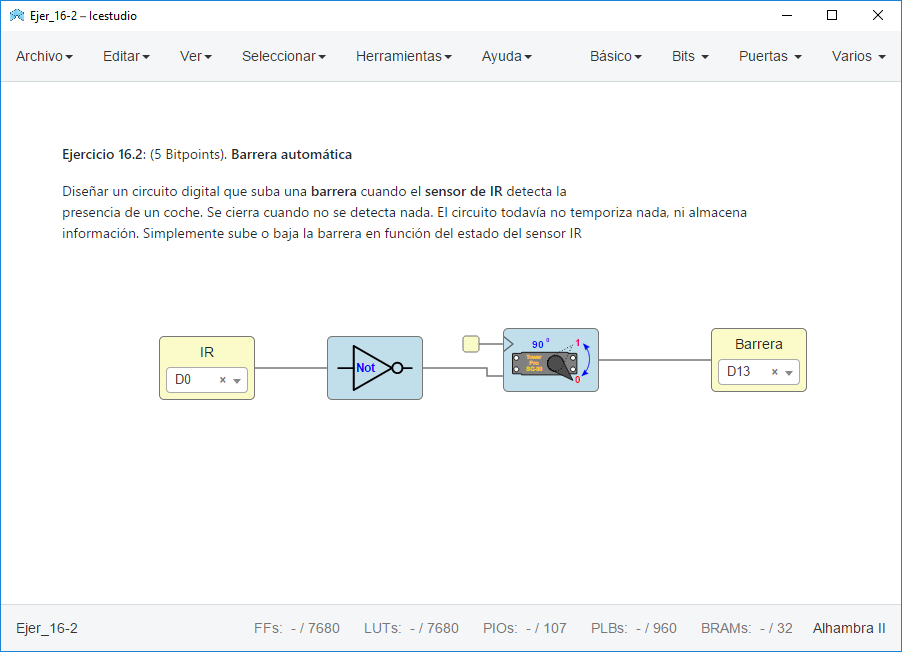 Ejer_16-2 – Icestudio
Archivo Editar Ver Seleccionar Herramientas Ayuda Básico Bits Puertas Varios
Ejercicio 16.2: (5 Bitpoints). Barrera automática
Diseñar un circuito digital que suba una barrera cuando el sensor de IR detecta la
presencia de un coche. Se cierra cuando no se detecta nada. El circuito todavía no temporiza nada, ni almacena
información. Simplemente sube o baja la barrera en función del estado del sensor IR
IR
D0 ×
Not
90 º 1
Tower
Pro
SG-90
0
Barrera
D13 ×
Ejer_16-2 FFs: - / 7680 LUTs: - / 7680 PIOs: - / 107 PLBs: - / 960 BRAMs: - / 32 Alhambra II